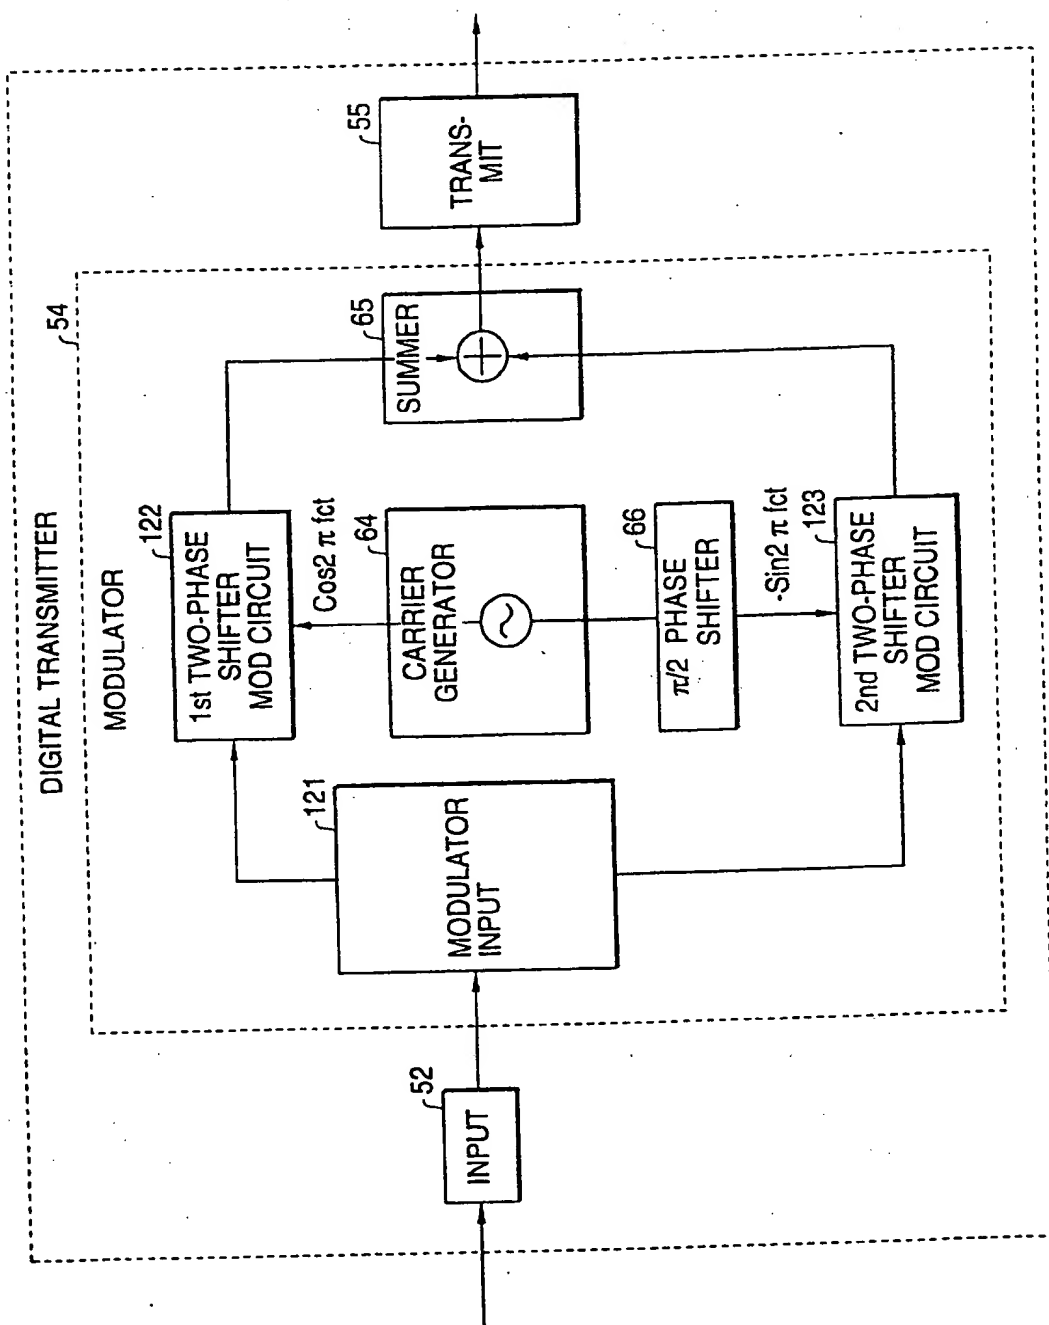 DIGITAL TRANSMITTER
54
MODULATOR
122
1st TWO-PHASE
SHIFTER
MOD CIRCUIT
Cos2 π fct
52
INPUT
121
MODULATOR
INPUT
64
CARRIER
GENERATOR
65
SUMMER
55
TRANS-
MIT
66
π/2 PHASE
SHIFTER
-Sin2 π fct
123
2nd TWO-PHASE
SHIFTER
MOD CIRCUIT